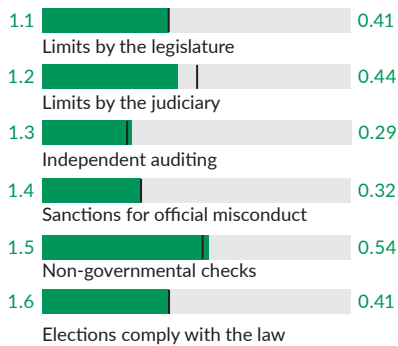 1.1 0.41
Limits by the legislature
1.2 0.44
Limits by the judiciary
1.3 0.29
Independent auditing
1.4 0.32
Sanctions for official misconduct
1.5 0.54
Non-governmental checks
1.6 0.41
Elections comply with the law